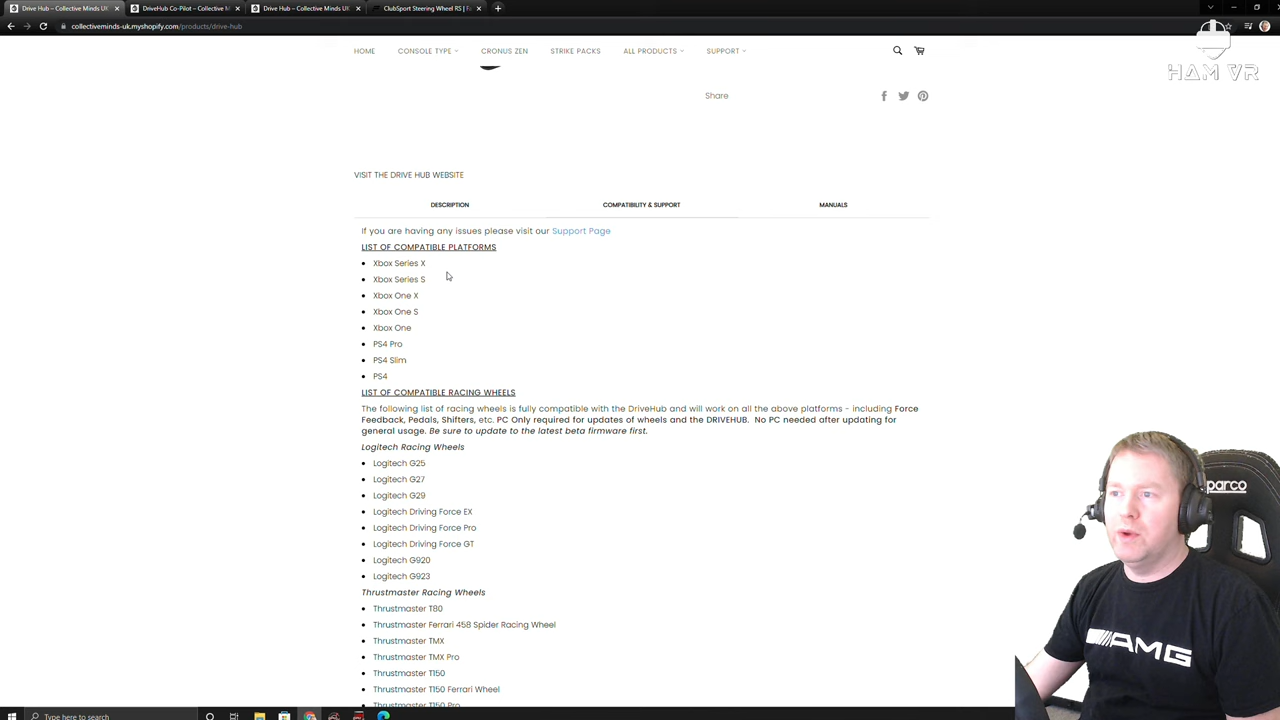 Drive Hub – Collective Minds U
DriveHub Co-Pilot – Collective M
Drive Hub – Collective Minds UK
ClubSport Steering Wheel RS | Fa
collectiveminds-uk.myshopify.com/products/drive-hub
HAM VR
HOME
CONSOLE TYPE
CRONUS ZEN
STRIKE PACKS
ALL PRODUCTS
SUPPORT
Share
VISIT THE DRIVE HUB WEBSITE
DESCRIPTION
COMPATIBILITY & SUPPORT
MANUALS
If you are having any issues please visit our Support Page
LIST OF COMPATIBLE PLATFORMS
Xbox Series X
Xbox Series S
Xbox One X
Xbox One S
Xbox One
PS4 Pro
PS4 Slim
PS4
LIST OF COMPATIBLE RACING WHEELS
The following list of racing wheels is fully compatible with the DriveHub and will work on all the above platforms - including Force
Feedback, Pedals, Shifters, etc. PC Only required for updates of wheels and the DRIVEHUB. No PC needed after updating for
general usage. Be sure to update to the latest beta firmware first.
Logitech Racing Wheels
Logitech G25
Logitech G27
Logitech G29
Logitech Driving Force EX
Logitech Driving Force Pro
Logitech Driving Force GT
Logitech G920
Logitech G923
Thrustmaster Racing Wheels
Thrustmaster T80
Thrustmaster Ferrari 458 Spider Racing Wheel
Thrustmaster TMX
Thrustmaster TMX Pro
Thrustmaster T150
Thrustmaster T150 Ferrari Wheel
Thrustmaster T150 Pro
sparco
AMG
Type here to search